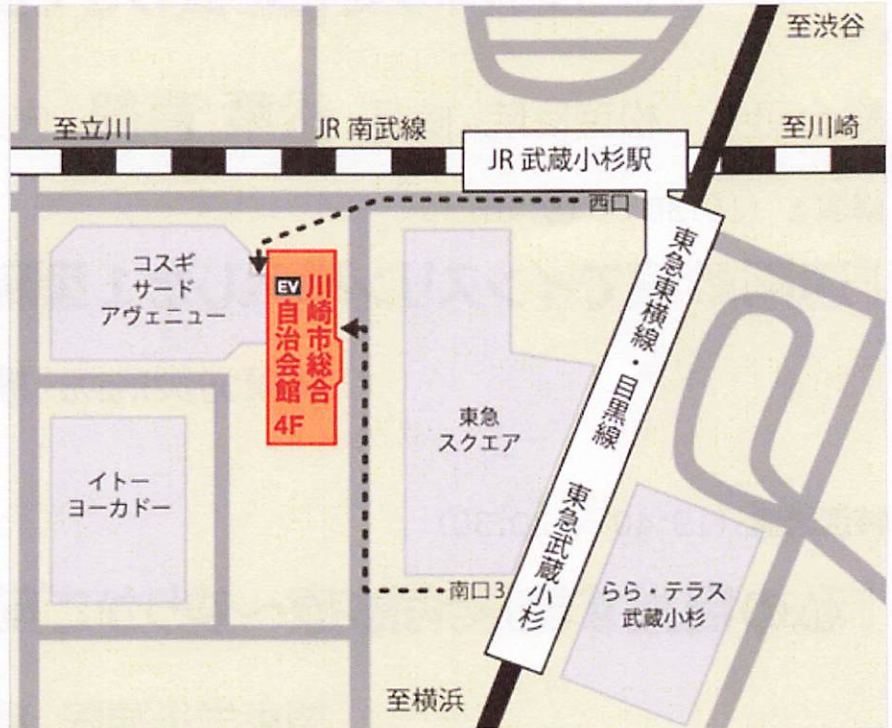 至渋谷
至立川
JR 南武線
至川崎
JR 武蔵小杉駅
西口
コスギ
サード
アヴェニュー
EV
川崎市総合
自治会館
4F
東急東横線・目黒線
東急武蔵小杉
東急
スクエア
イトー
ヨーカドー
南口3
らら・テラス
武蔵小杉
至横浜